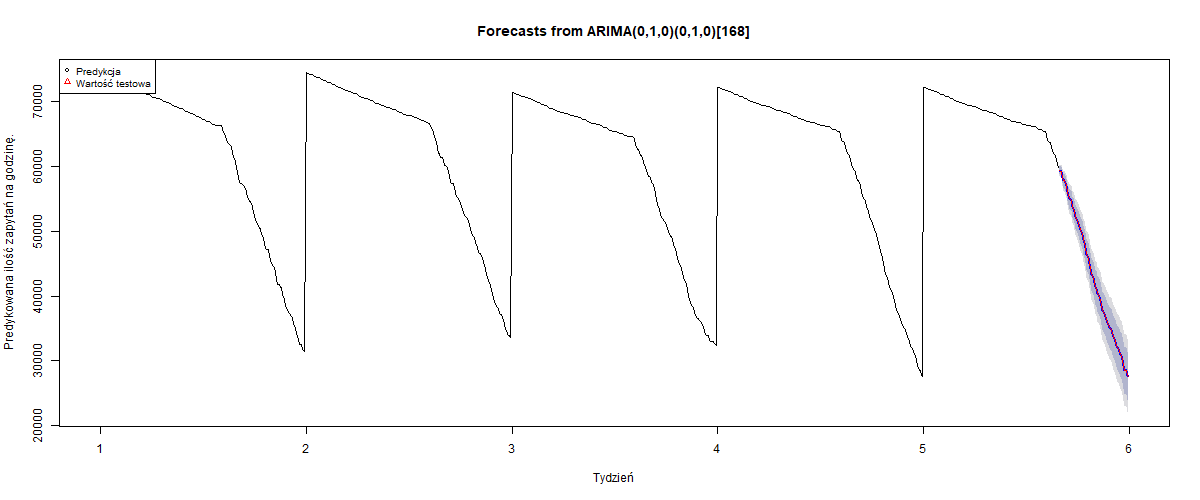 Forecasts from ARIMA(0,1,0)(0,1,0)[168]
Predykcja
Wartość testowa
Predykowana ilość zapytań na godzinę.
70000
60000
50000
40000
30000
20000
1 2 3 4 5 6
Tydzień